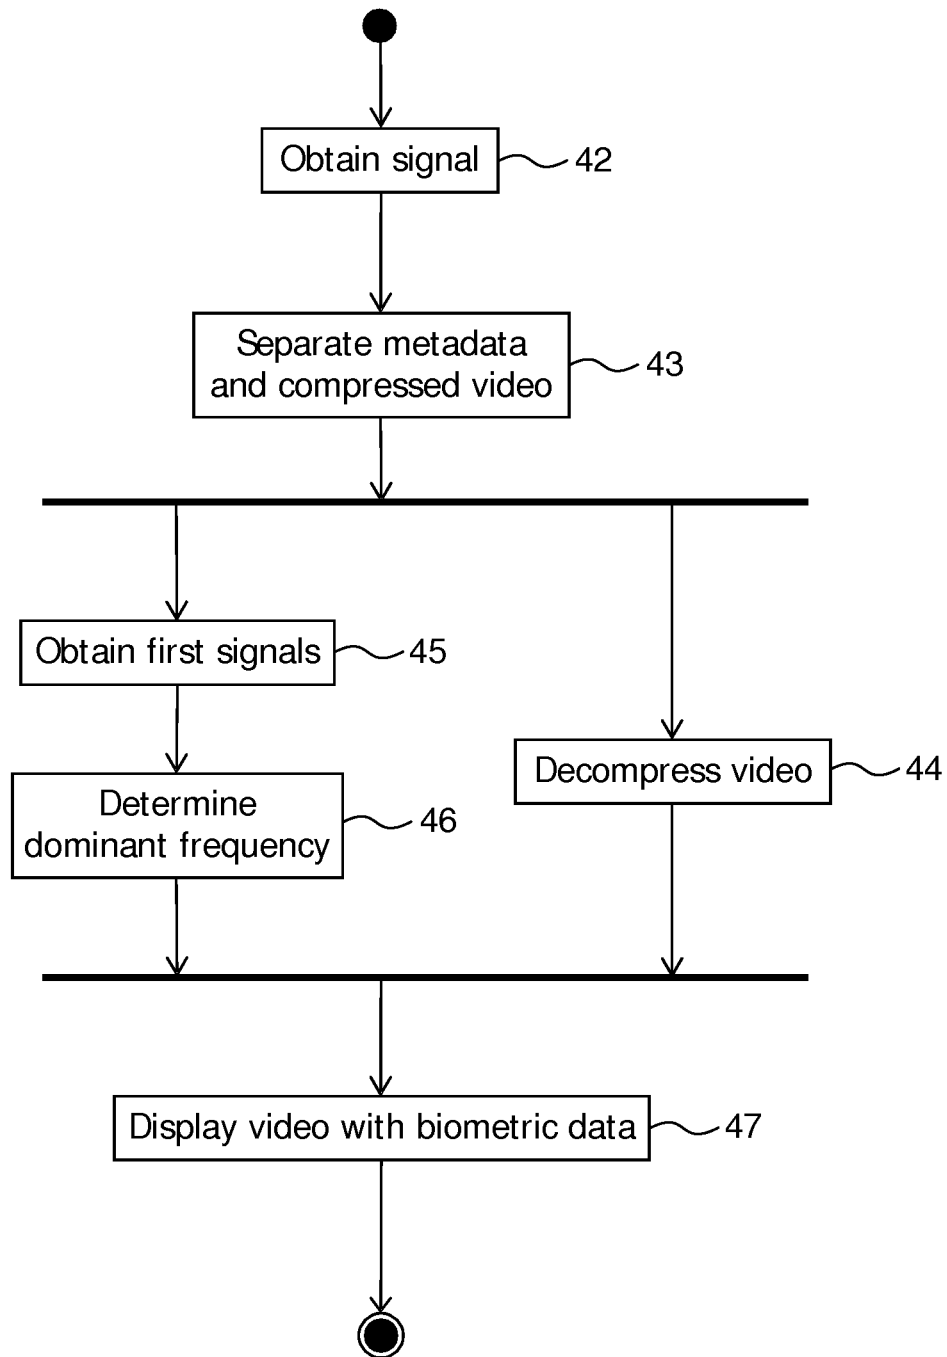 Obtain signal 42
Separate metadata
and compressed video 43
Obtain first signals 45
Determine
dominant frequency 46
Decompress video 44
Display video with biometric data 47